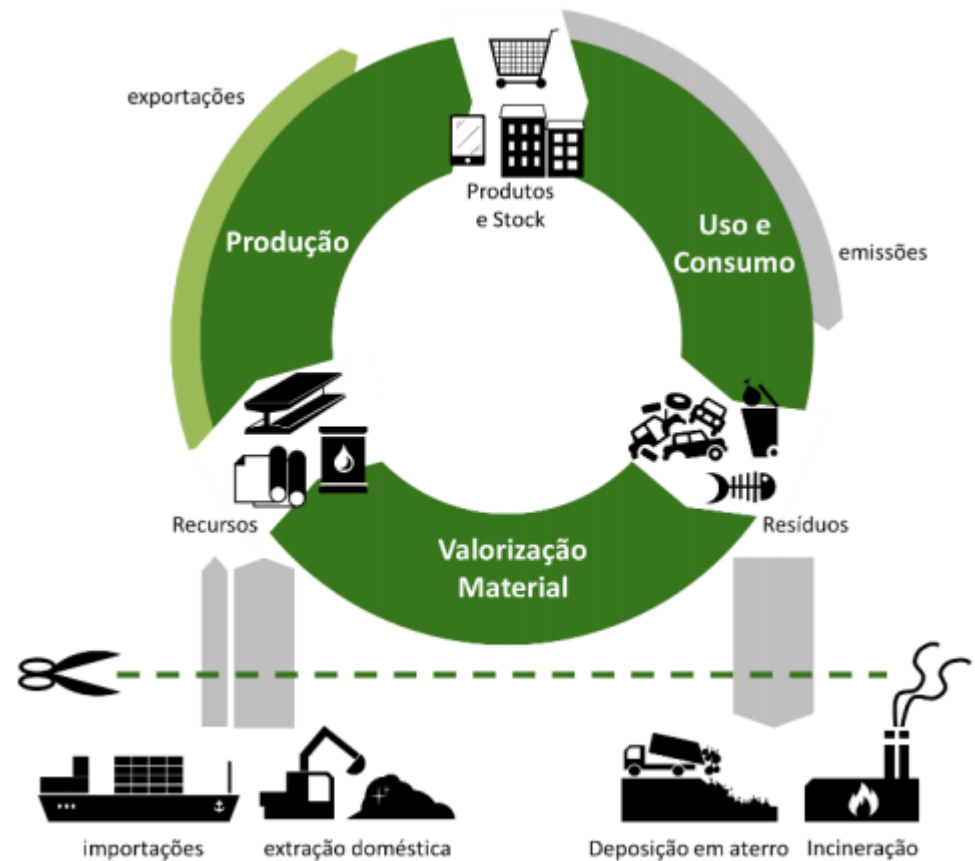 exportações
Produtos
e Stock
Produção
Uso e
Consumo
emissões
Recursos
Resíduos
Valorização
Material
importações
extração doméstica
Deposição em aterro
Incineração